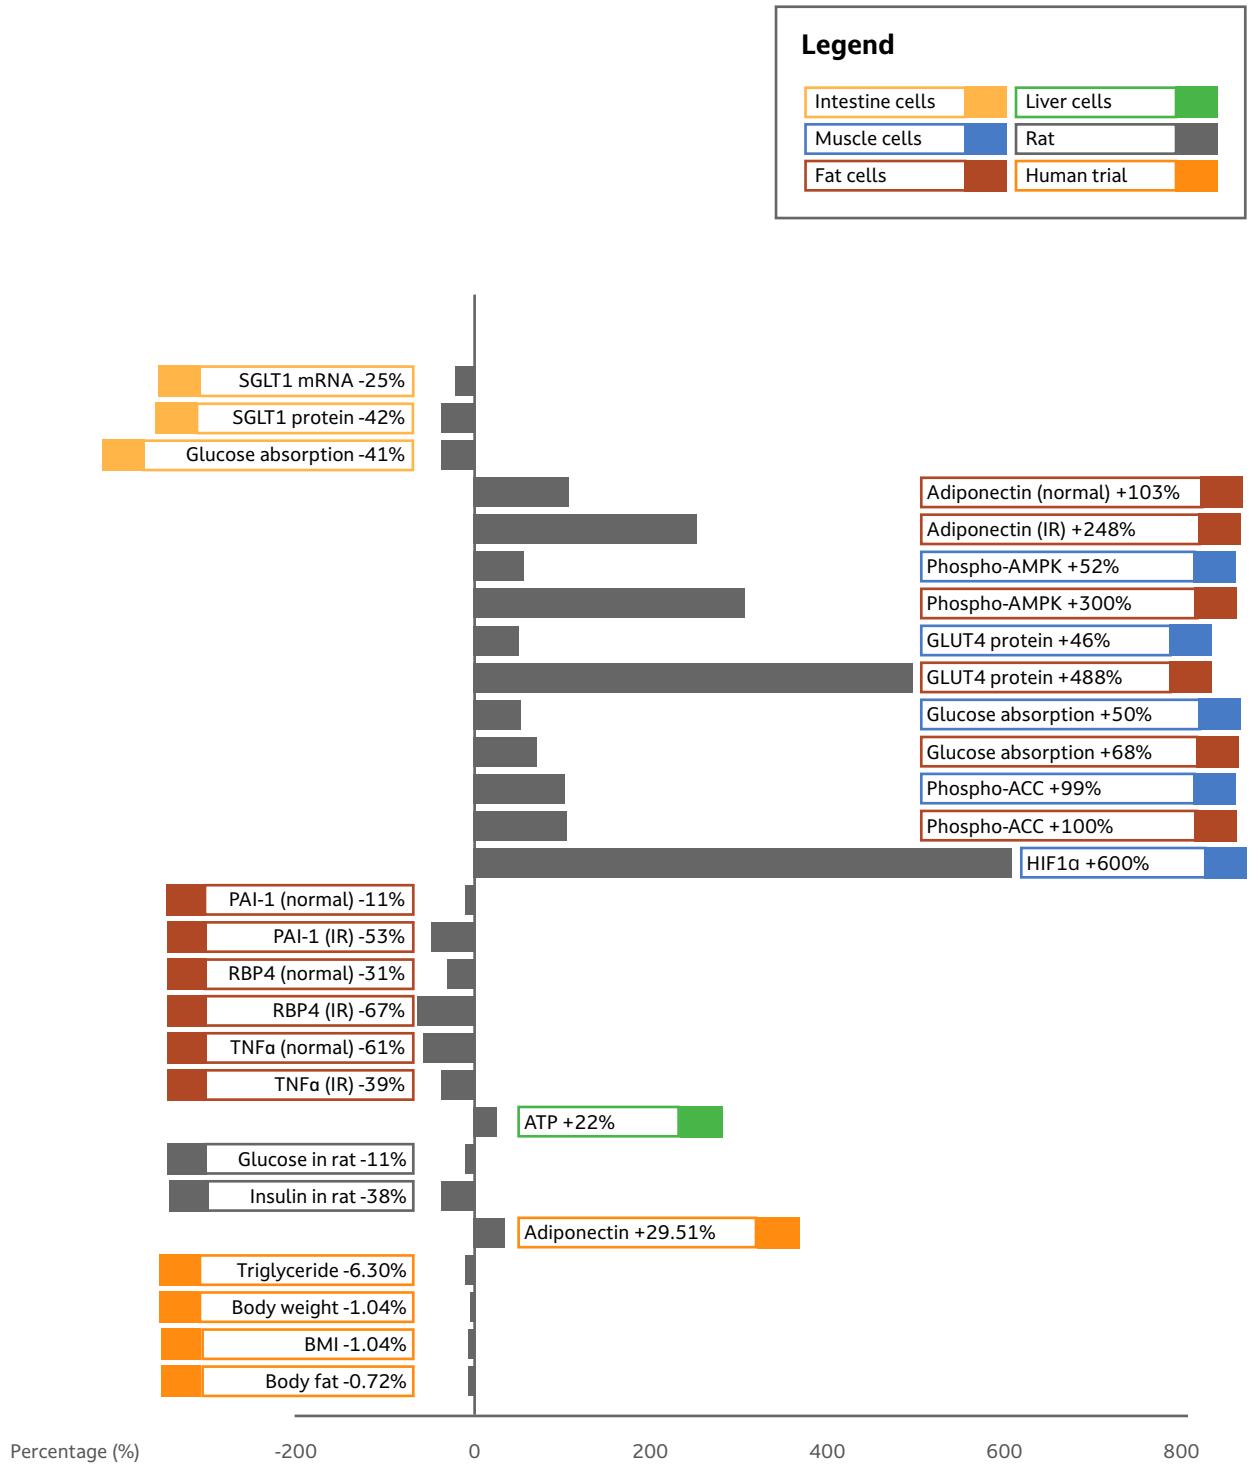 Legend
Intestine cells
Liver cells
Muscle cells
Rat
Fat cells
Human trial
SGLT1 mRNA -25%
SGLT1 protein -42%
Glucose absorption -41%
Adiponectin (normal) +103%
Adiponectin (IR) +248%
Phospho-AMPK +52%
Phospho-AMPK +300%
GLUT4 protein +46%
GLUT4 protein +488%
Glucose absorption +50%
Glucose absorption +68%
Phospho-ACC +99%
Phospho-ACC +100%
HIF1α +600%
PAI-1 (normal) -11%
PAI-1 (IR) -53%
RBP4 (normal) -31%
RBP4 (IR) -67%
TNFα (normal) -61%
TNFα (IR) -39%
ATP +22%
Glucose in rat -11%
Insulin in rat -38%
Adiponectin +29.51%
Triglyceride -6.30%
Body weight -1.04%
BMI -1.04%
Body fat -0.72%
Percentage (%) -200 0 200 400 600 800